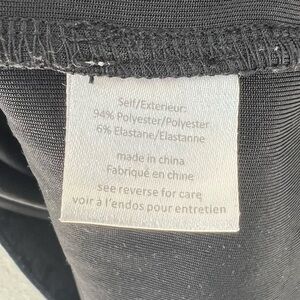 Self/Exterieur:
94% Polyester/Polyester
6% Elastane/Elastanne
made in china
Fabriqué en chine
see reverse for care
voir à l'endos pour entretien